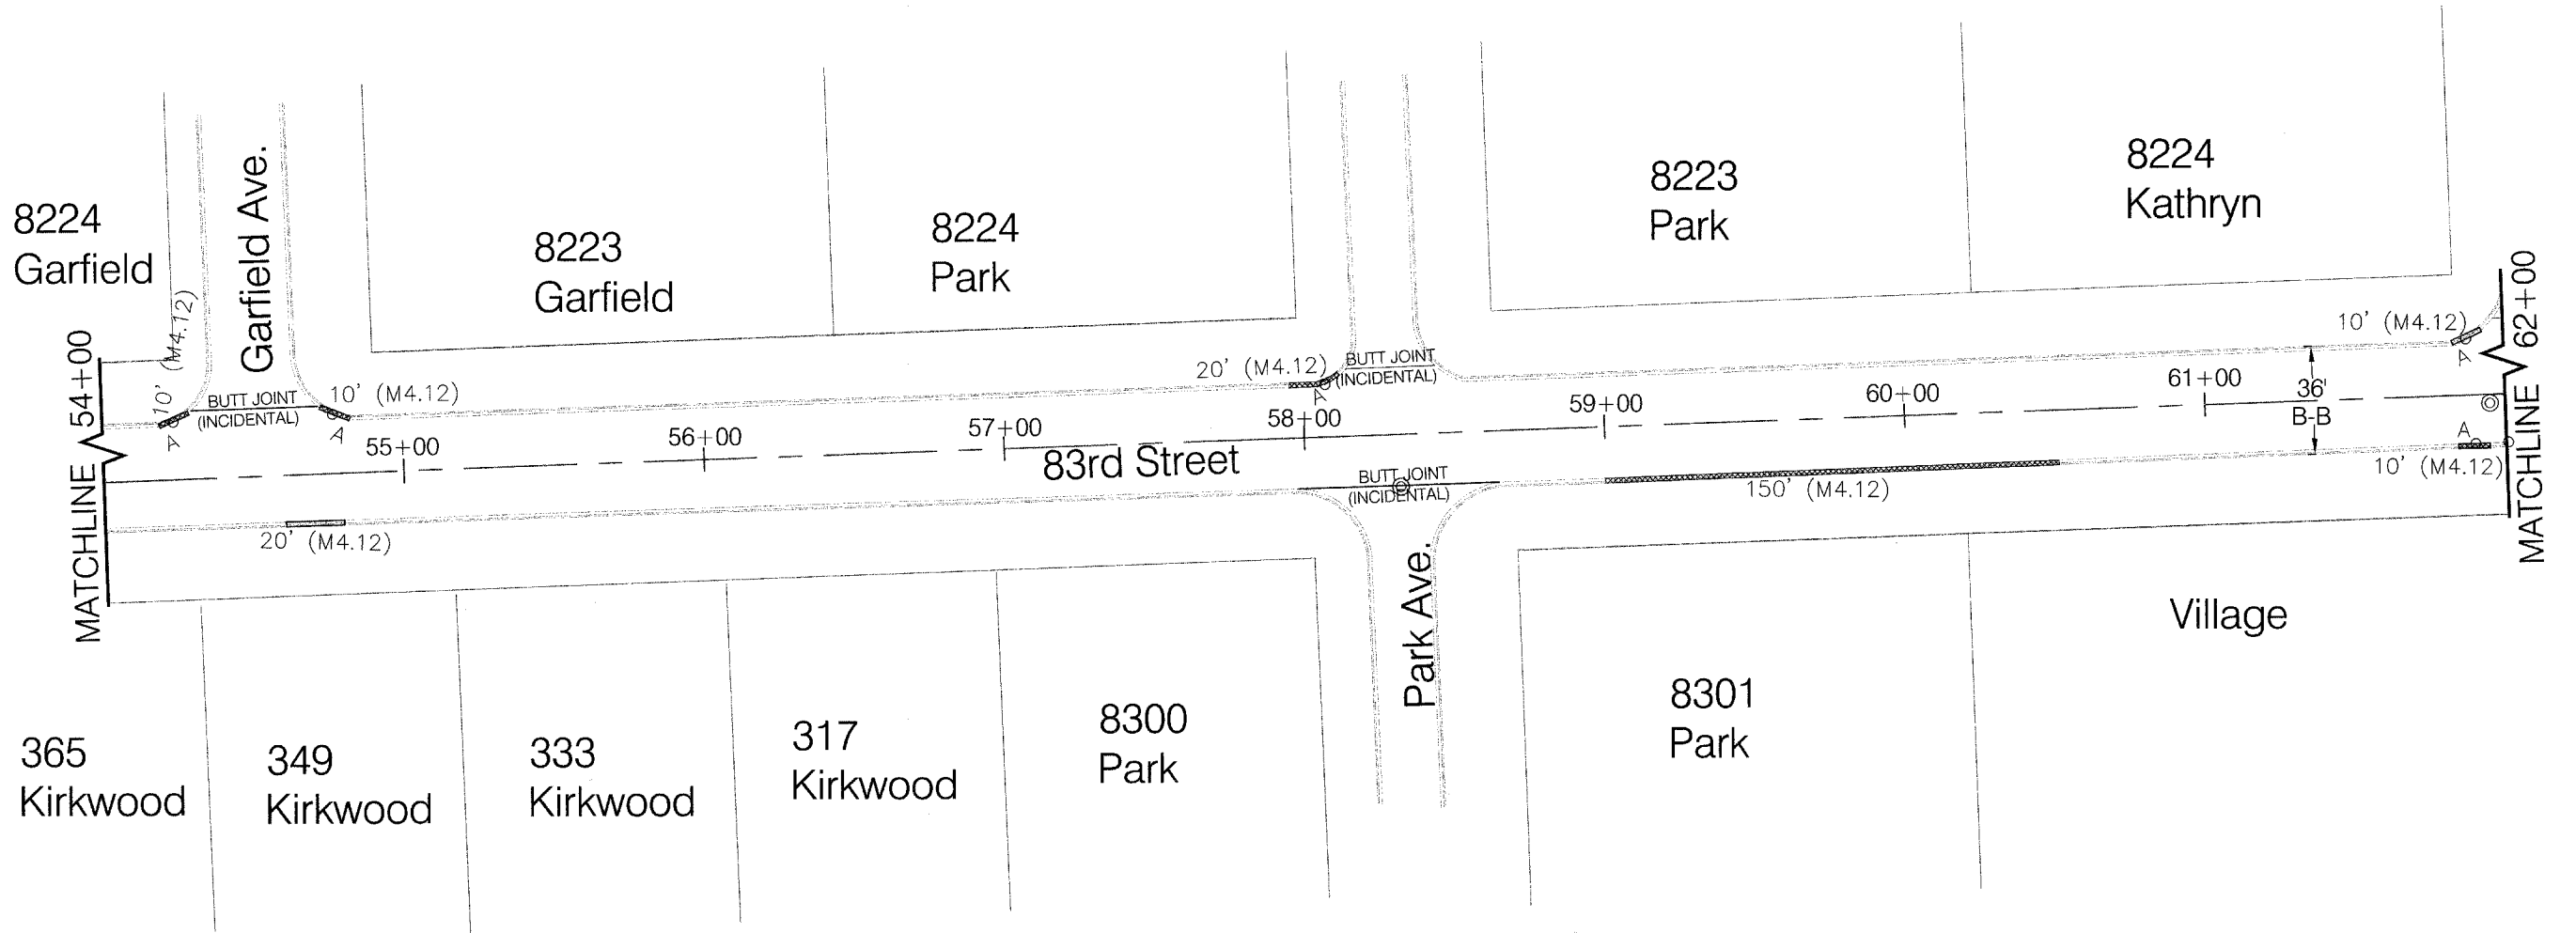 8224
Garfield
Garfield Ave.
8223
Garfield
8224
Park
8223
Park
8224
Kathryn
MATCHLINE 54+00
10' (M4.12)
A
BUTT JOINT
(INCIDENTAL)
10' (M4.12)
A
20' (M4.12)
A
BUTT JOINT
(INCIDENTAL)
10' (M4.12)
A
MATCHLINE 62+00
55+00
56+00
57+00
58+00
59+00
60+00
61+00
36'
B-B
83rd Street
A
10' (M4.12)
BUTT JOINT
(INCIDENTAL)
150' (M4.12)
20' (M4.12)
Park Ave.
365
Kirkwood
349
Kirkwood
333
Kirkwood
317
Kirkwood
8300
Park
8301
Park
Village